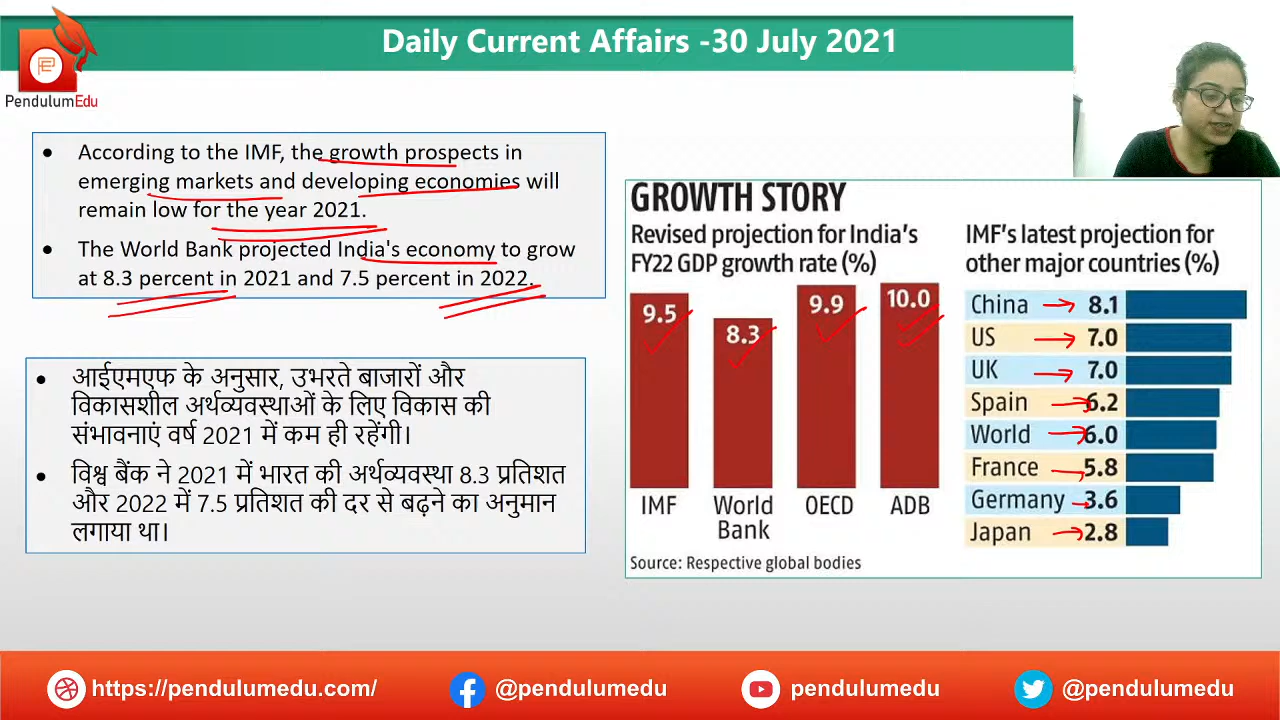 Daily Current Affairs -30 July 2021
PE
PendulumEdu
• According to the IMF, the growth prospects in
emerging markets and developing economies will
remain low for the year 2021.
• The World Bank projected India's economy to grow
at 8.3 percent in 2021 and 7.5 percent in 2022.
• आईएमएफ के अनुसार, उभरते बाजारों और
विकासशील अर्थव्यवस्थाओं के लिए विकास की
संभावनाएं वर्ष 2021 में कम ही रहेंगी।
• विश्व बैंक ने 2021 में भारत की अर्थव्यवस्था 8.3 प्रतिशत
और 2022 में 7.5 प्रतिशत की दर से बढ़ने का अनुमान
लगाया था।
GROWTH STORY
Revised projection for India's
FY22 GDP growth rate (%)
9.5
8.3
9.9
10.0
IMF
World
Bank
OECD
ADB
Source: Respective global bodies
IMF's latest projection for
other major countries (%)
China 8.1
US 7.0
UK 7.0
Spain 6.2
World 6.0
France 5.8
Germany 3.6
Japan 2.8
https://pendulumedu.com/
@pendulumedu
pendulumedu
@pendulumedu